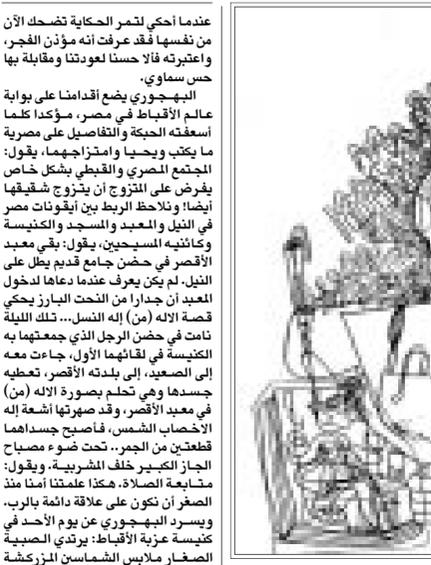 عندما أحكي لتمر الحكاية تضحك الآن
من نفسها فقد عرفت أنه مؤذن الفجر،
واعتبرته فألا حسنا لعودتنا ومقابلة بها
حس سماوي.
البهجوري يضع أقدامنا على بوابة
عالم الأقباط في مصر، مؤكدا كلما
أسعفته الحبكة والتفاصيل على مصرية
ما يكتب ويحيا وامتزاجهما، يقول:
المجتمع المصري والقبطي بشكل خاص
يفرض على المتزوج أن يتزوج شقيقها
أيضا! ونلاحظ الربط بين أيقونات مصر
في النيل والمعبد والمسجد والكنيسة
وكائنيه المسيحيين، يقول: بقي معبد
الأقصر في حضن جامع قديم يطل على
النيل. لم يكن يعرف عندما دعاها لدخول
المعبد أن جدارا من النحت البارز يحكي
قصة الاله (من) إله النسل... تلك الليلة
نامت في حضن الرجل الذي جمعتهما به
الكنيسة في لقائهما الأول، جاءت معه
إلى الصعيد، إلى بلدته الأقصر، تعطيه
جسدها وهي تحلم بصورة الاله (من)
في معبد الأقصر، وقد صهرتها أشعة إله
الاخصاب الشمس، فأصبح جسداهما
قطعتين من الجمر.. تحت ضوء مصباح
الجاز الكبير خلف المشربية. ويقول:
متابعة الصلاة. هكذا علمتنا أمنا منذ
الصغر أن نكون على علاقة دائمة بالرب.
ويسرد البهجوري عن يوم الأحد في
كنيسة عزبة الأقباط: يرتدي الصبية
الصغار ملابس الشماسين المزركشة